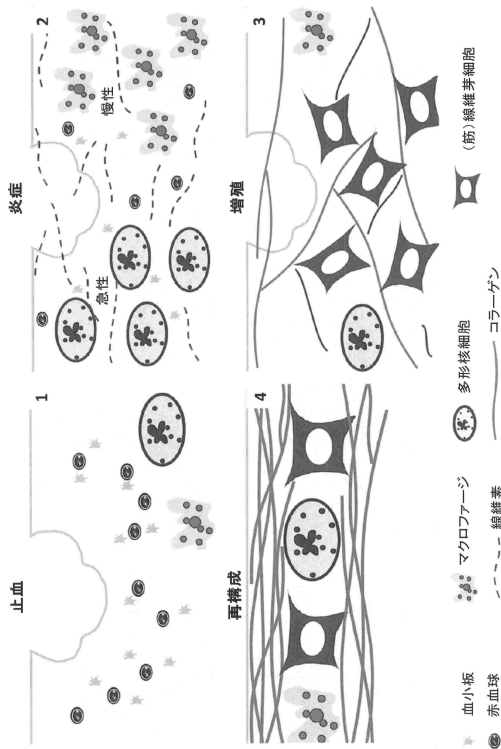 止血
1
炎症
2
急性
慢性
再構成
4
増殖
3
血小板
マクロファージ
多形核細胞
(筋)線維芽細胞
赤血球
線維素
コラーゲン